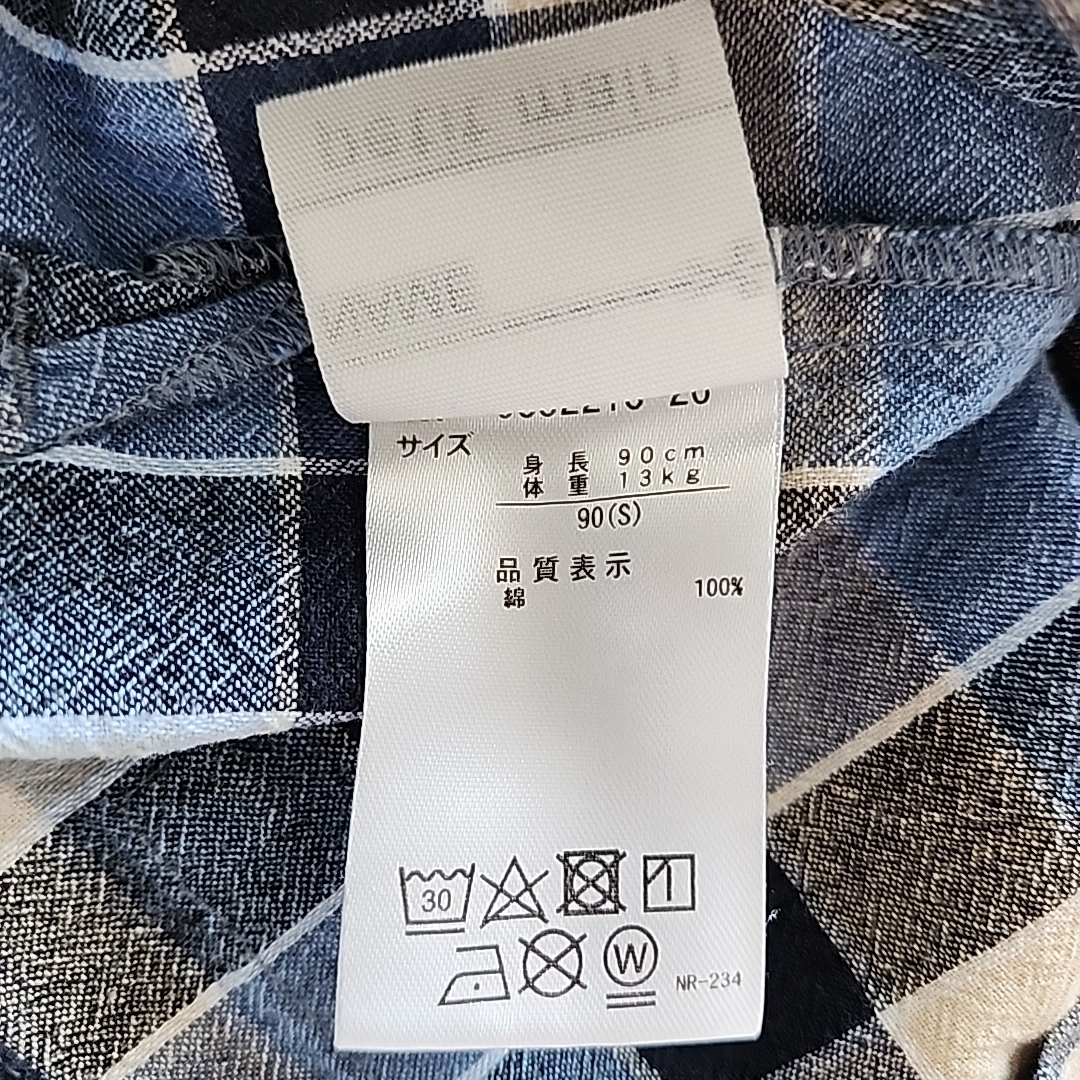 サイズ
身長 90cm
体重 13kg
90(S)
品質表示
綿 100%
30
W
NR-234